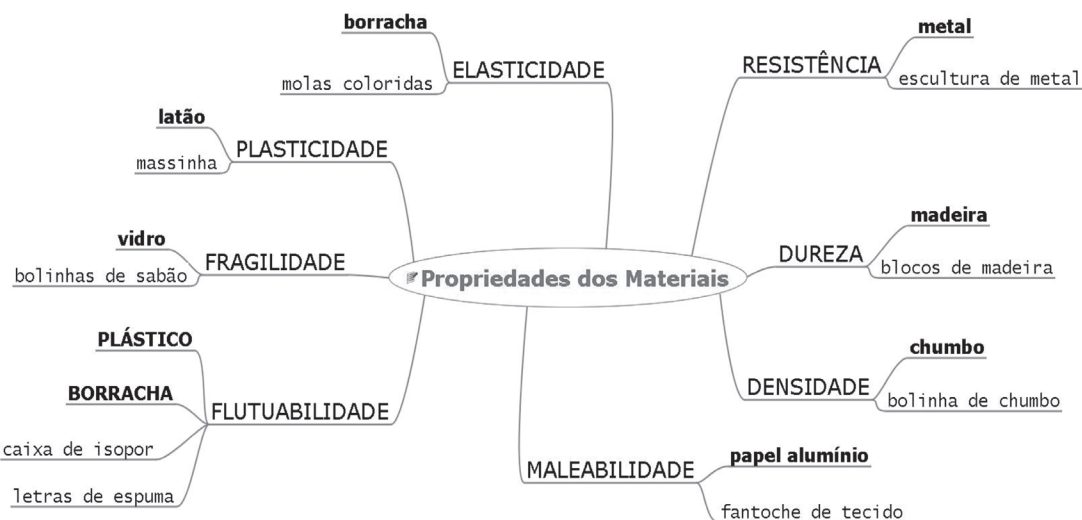 Propriedades dos Materiais
borracha
ELASTICIDADE
molas coloridas
latão
PLASTICIDADE
massinha
vidro
FRAGILIDADE
bolinhas de sabão
PLÁSTICO
BORRACHA
FLUTUABILIDADE
caixa de isopor
letras de espuma
metal
RESISTÊNCIA
escultura de metal
madeira
DUREZA
blocos de madeira
chumbo
DENSIDADE
bolinha de chumbo
papel alumínio
MALEABILIDADE
fantoche de tecido